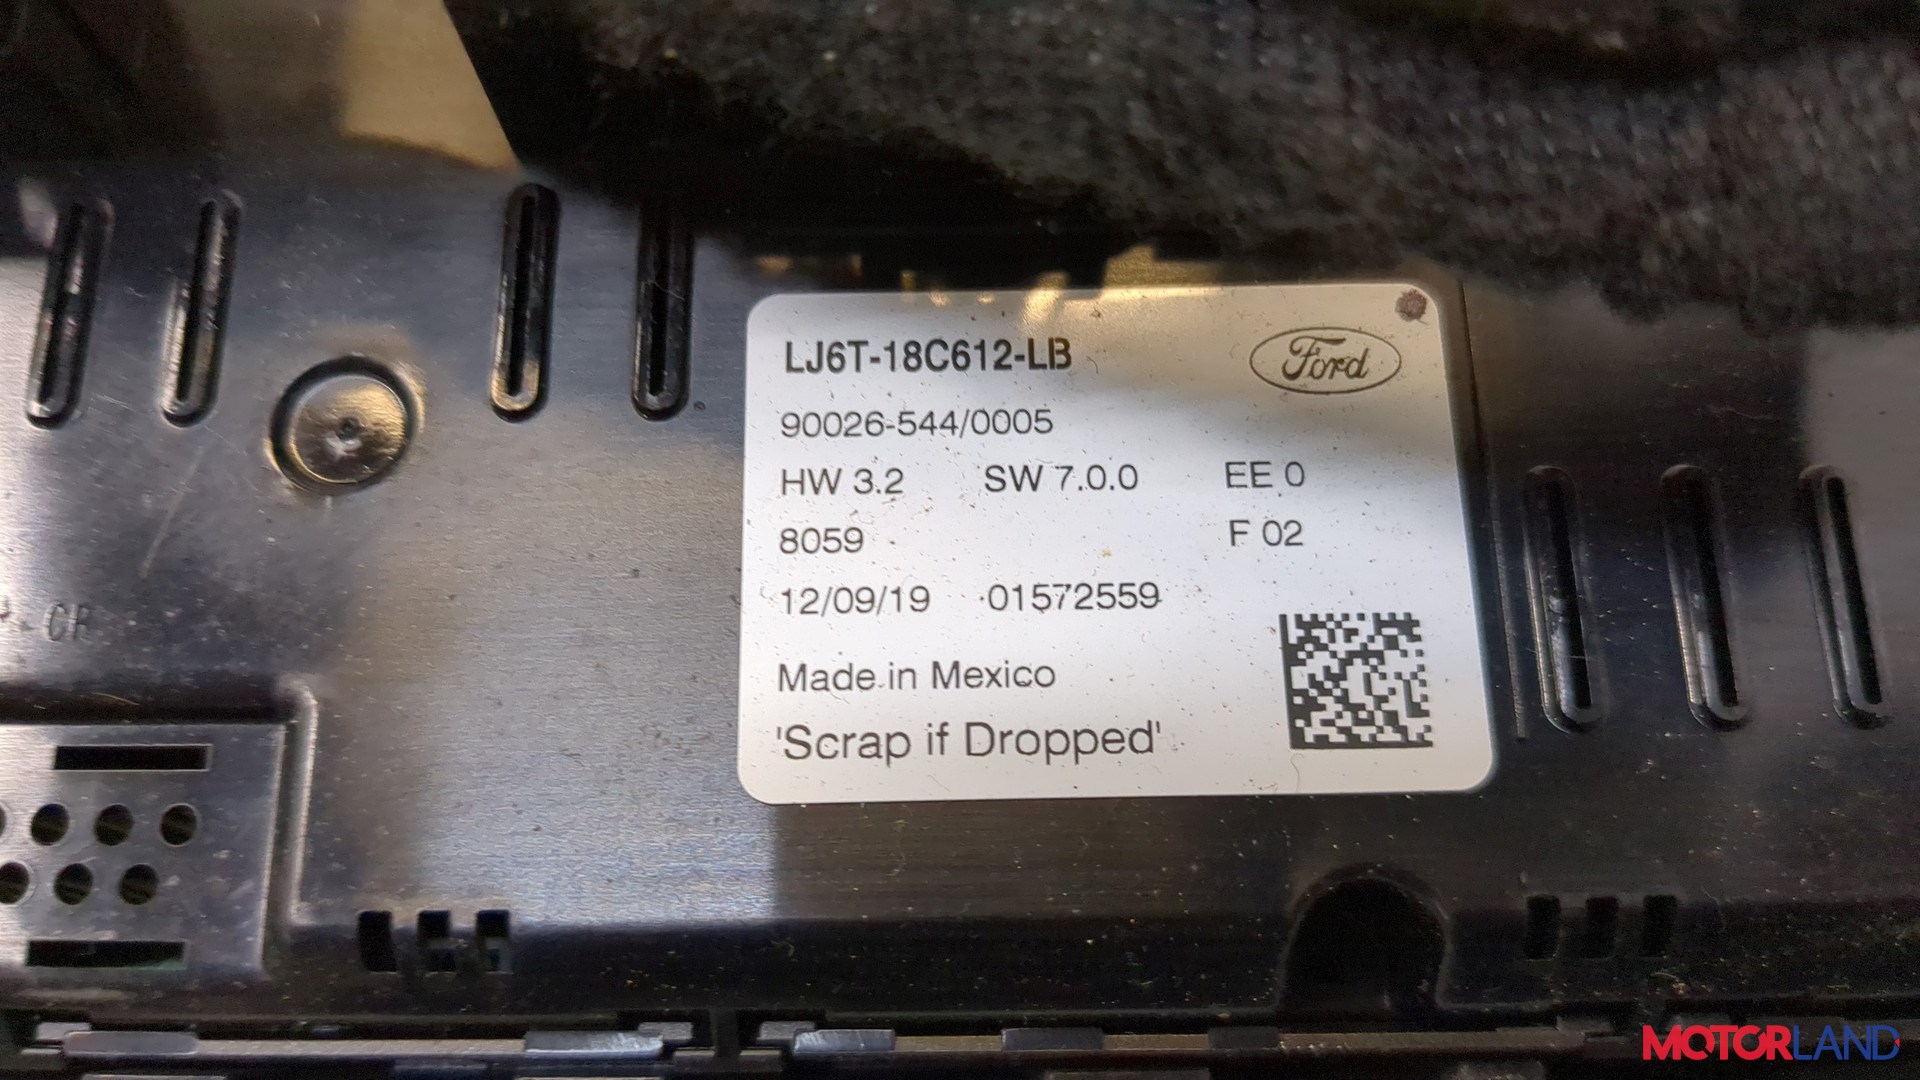 LJ6T-18C612-LB
Ford
90026-544/0005
HW 3.2 SW 7.0.0 EE 0
8059 F 02
12/09/19 01572559
Made in Mexico
'Scrap if Dropped'
CR
MOTORLAND